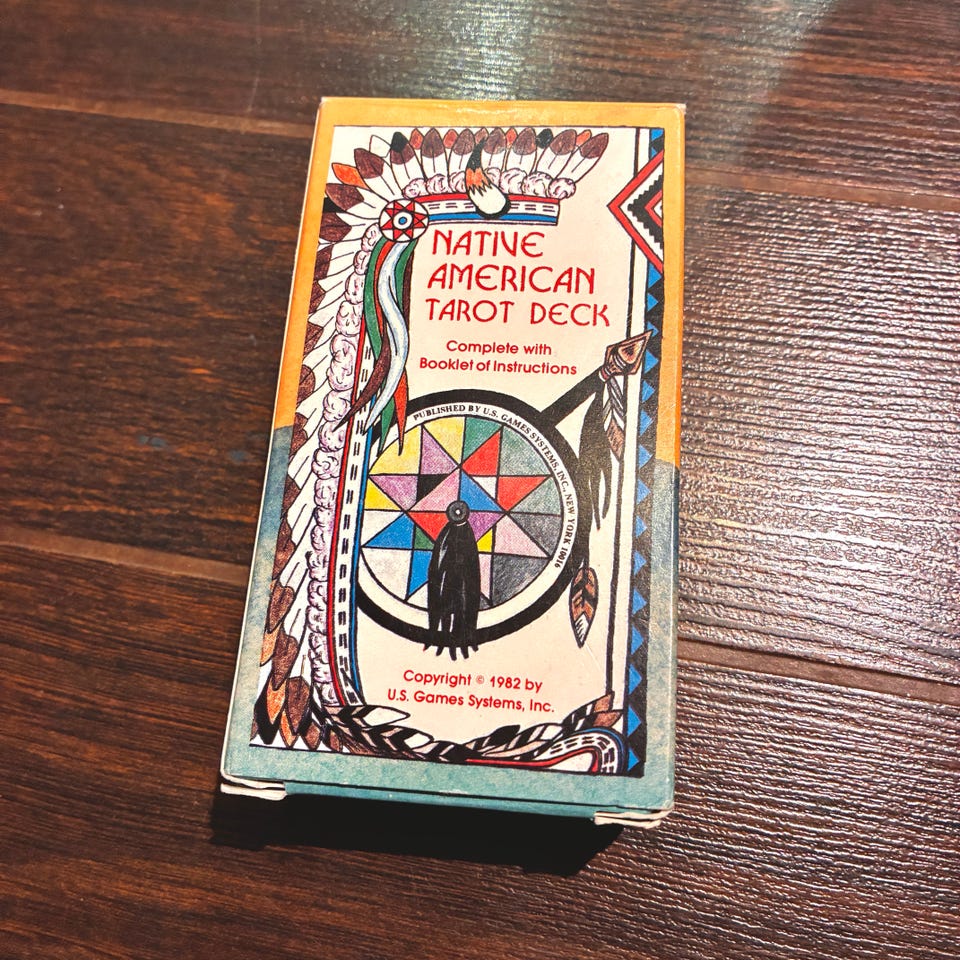 NATIVE
AMERICAN
TAROT DECK
Complete with
Booklet of Instructions
PUBLISHED BY U.S. GAMES SYSTEMS, INC., NEW YORK 10016
Copyright © 1982 by
U.S. Games Systems, Inc.